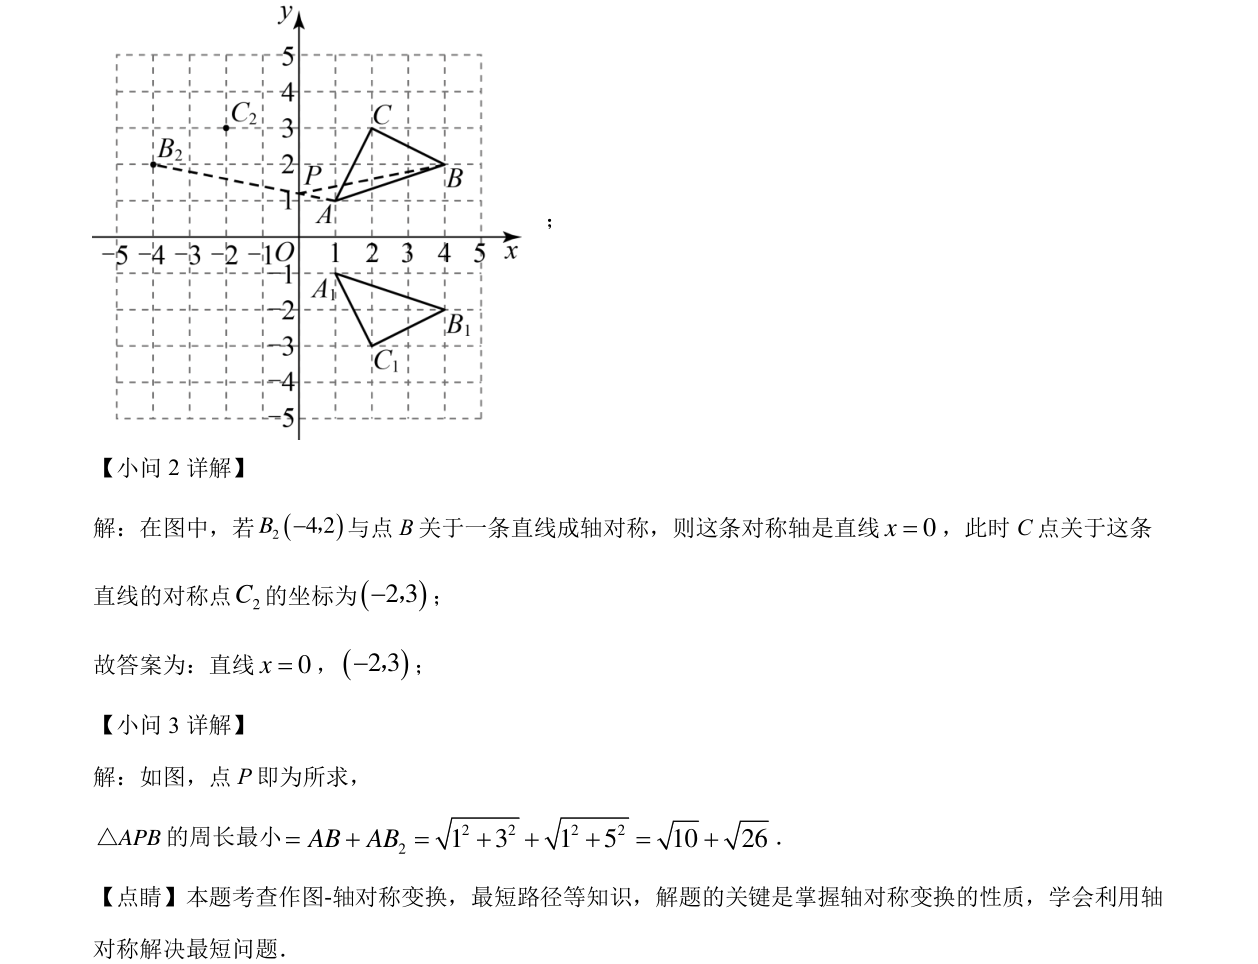 y
5
4
C₂ 3 C
B₂ 2 P B
1 A
−5 −4 −3 −2 −1 O 1 2 3 4 5 x ；
−1 A₁
−2 B₁
−3 C₁
−4
−5
【小问 2 详解】
解：在图中，若 B₂(−4,2) 与点 B 关于一条直线成轴对称，则这条对称轴是直线 x = 0 ，此时 C 点关于这条
直线的对称点 C₂ 的坐标为 (−2,3)；
故答案为：直线 x = 0 ，(−2,3)；
【小问 3 详解】
解：如图，点 P 即为所求，
△APB 的周长最小 = AB + AB₂ = √(1² + 3²) + √(1² + 5²) = √10 + √26 .
【点睛】本题考查作图-轴对称变换，最短路径等知识，解题的关键是掌握轴对称变换的性质，学会利用轴
对称解决最短问题．